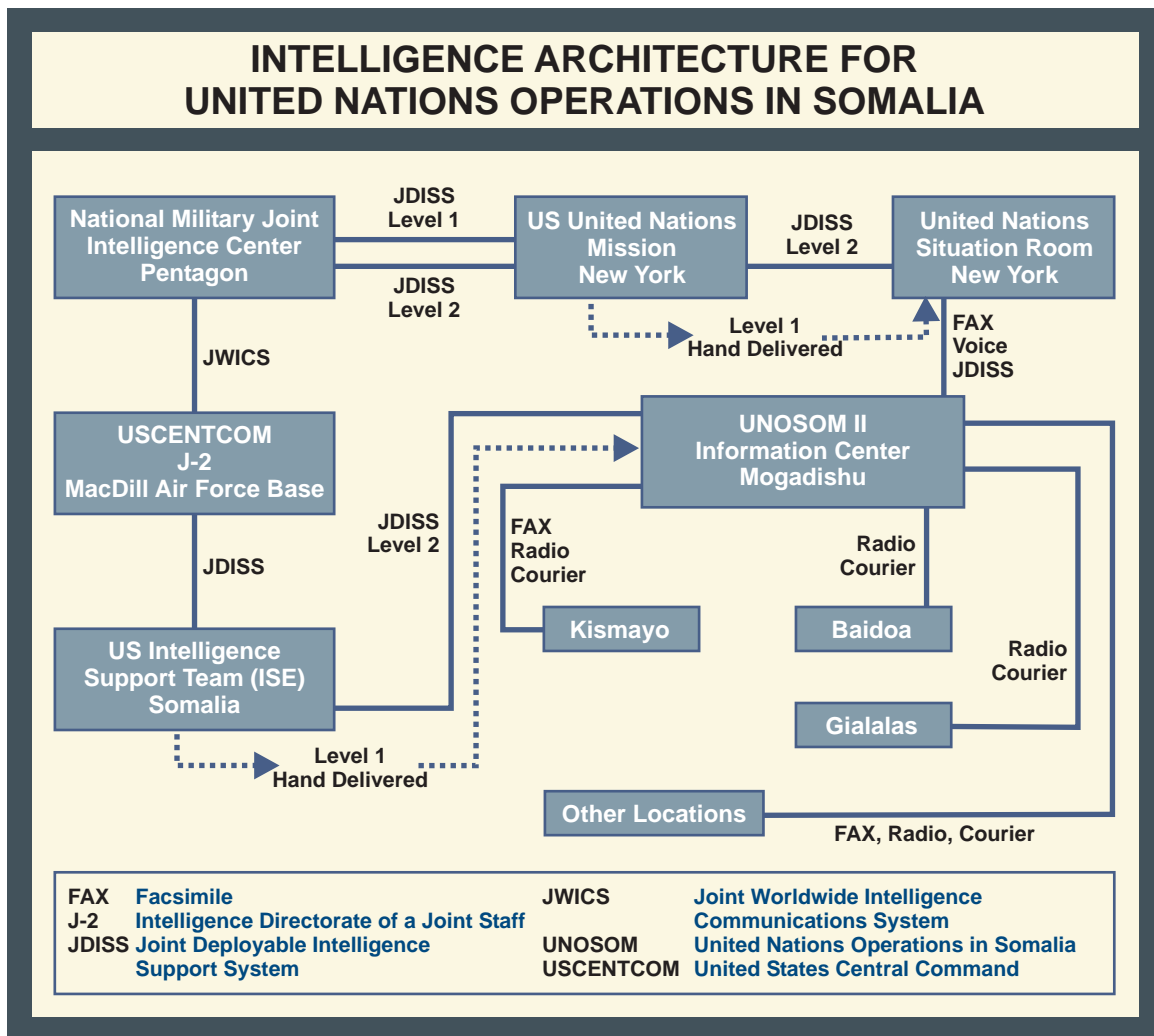 INTELLIGENCE ARCHITECTURE FOR
UNITED NATIONS OPERATIONS IN SOMALIA
National Military Joint
Intelligence Center
Pentagon
JDISS
Level 1
JDISS
Level 2
US United Nations
Mission
New York
JDISS
Level 2
United Nations
Situation Room
New York
Level 1
Hand Delivered
FAX
Voice
JDISS
JWICS
USCENTCOM
J-2
MacDill Air Force Base
UNOSOM II
Information Center
Mogadishu
JDISS
Level 2
FAX
Radio
Courier
Radio
Courier
JDISS
Kismayo
Baidoa
US Intelligence
Support Team (ISE)
Somalia
Radio
Courier
Gialalas
Level 1
Hand Delivered
Other Locations
FAX, Radio, Courier
FAX Facsimile
J-2 Intelligence Directorate of a Joint Staff
JDISS Joint Deployable Intelligence
Support System
JWICS Joint Worldwide Intelligence
Communications System
UNOSOM United Nations Operations in Somalia
USCENTCOM United States Central Command